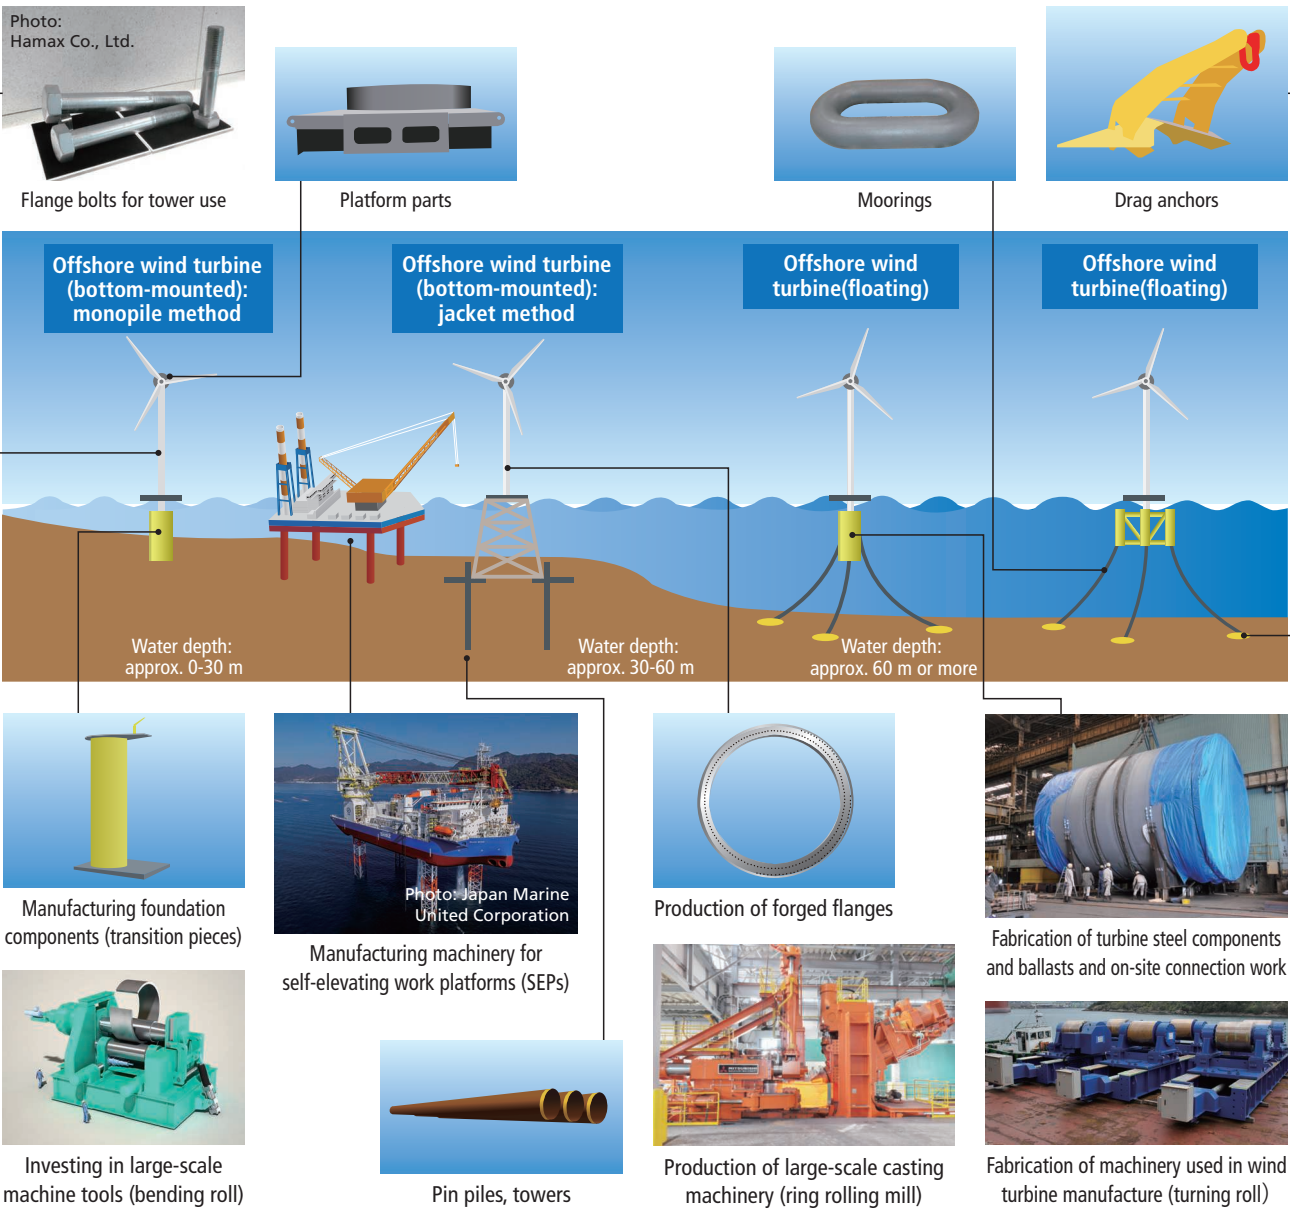 Photo:
Hamax Co., Ltd.
Flange bolts for tower use
Platform parts
Moorings
Drag anchors
Offshore wind turbine
(bottom-mounted):
monopile method
Offshore wind turbine
(bottom-mounted):
jacket method
Offshore wind
turbine(floating)
Offshore wind
turbine(floating)
Water depth:
approx. 0-30 m
Water depth:
approx. 30-60 m
Water depth:
approx. 60 m or more
Manufacturing foundation
components (transition pieces)
Photo: Japan Marine
United Corporation
Manufacturing machinery for
self-elevating work platforms (SEPs)
Production of forged flanges
Fabrication of turbine steel components
and ballasts and on-site connection work
Investing in large-scale
machine tools (bending roll)
Pin piles, towers
Production of large-scale casting
machinery (ring rolling mill)
Fabrication of machinery used in wind
turbine manufacture (turning roll)